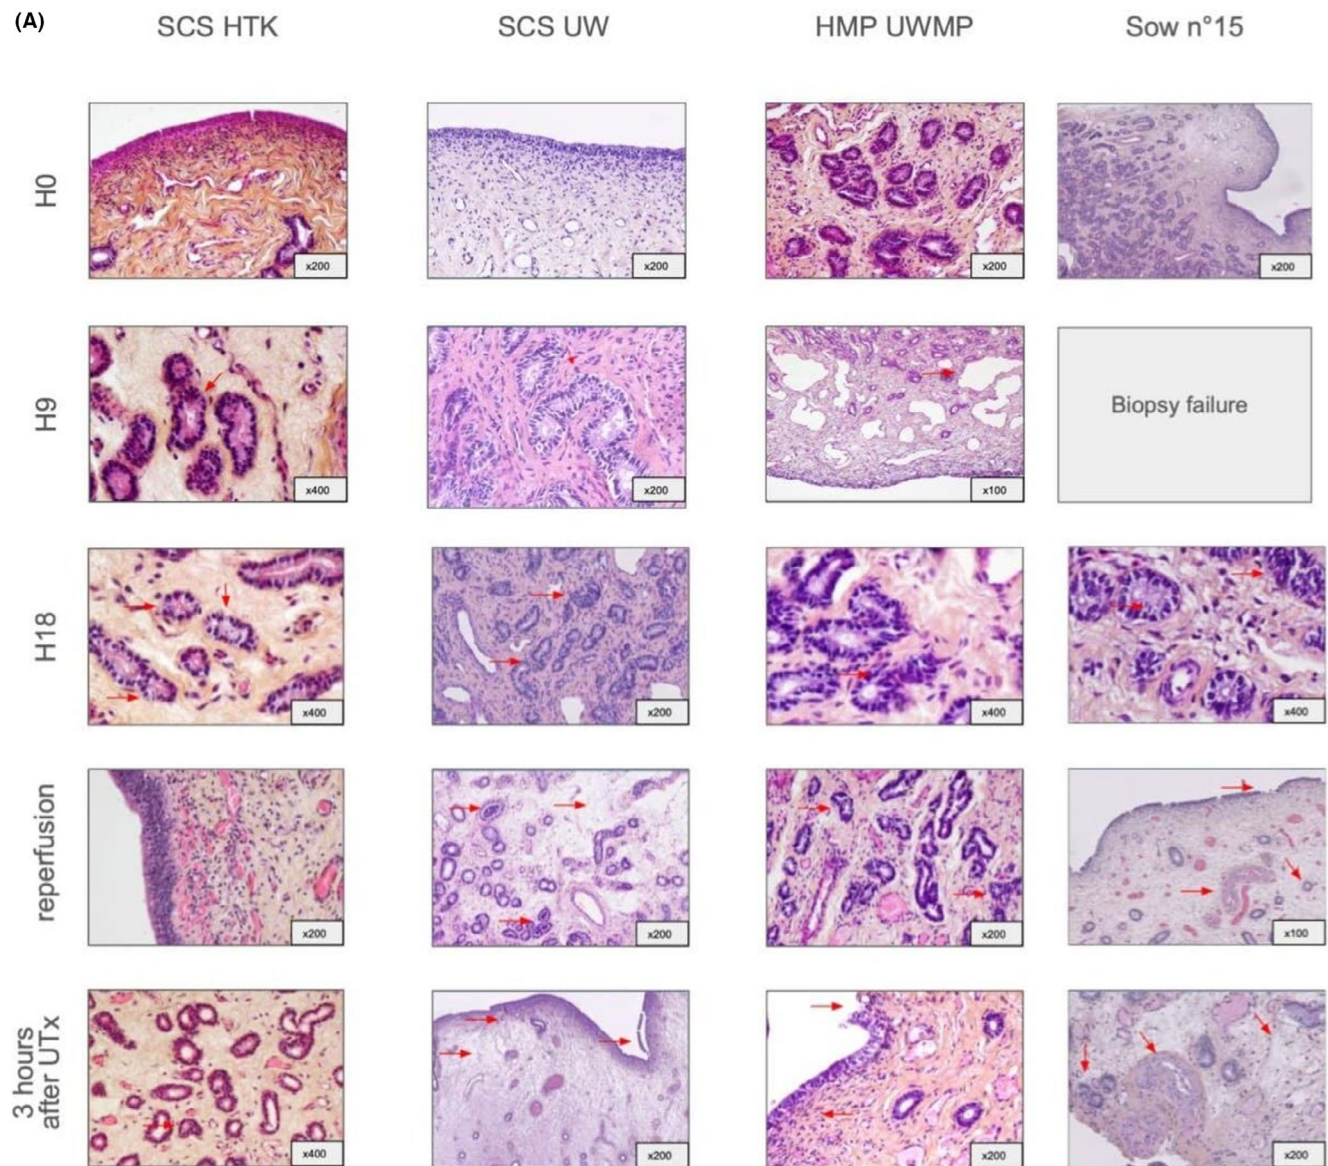 (A)
SCS HTK
SCS UW
HMP UWMP
Sow n°15
H0
x200
x200
x200
x200
H9
x400
x200
x100
Biopsy failure
H18
x400
x200
x400
x400
reperfusion
x200
x200
x200
x100
3 hours
after UTx
x400
x200
x200
x200